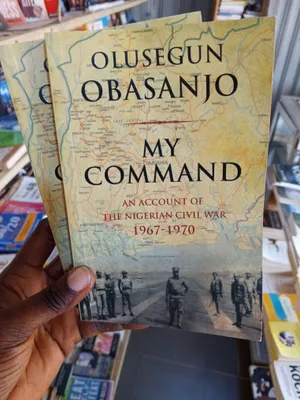 OLUSEGUN
OBASANJO
MY
COMMAND
AN ACCOUNT OF
THE NIGERIAN CIVIL WAR
1967-1970